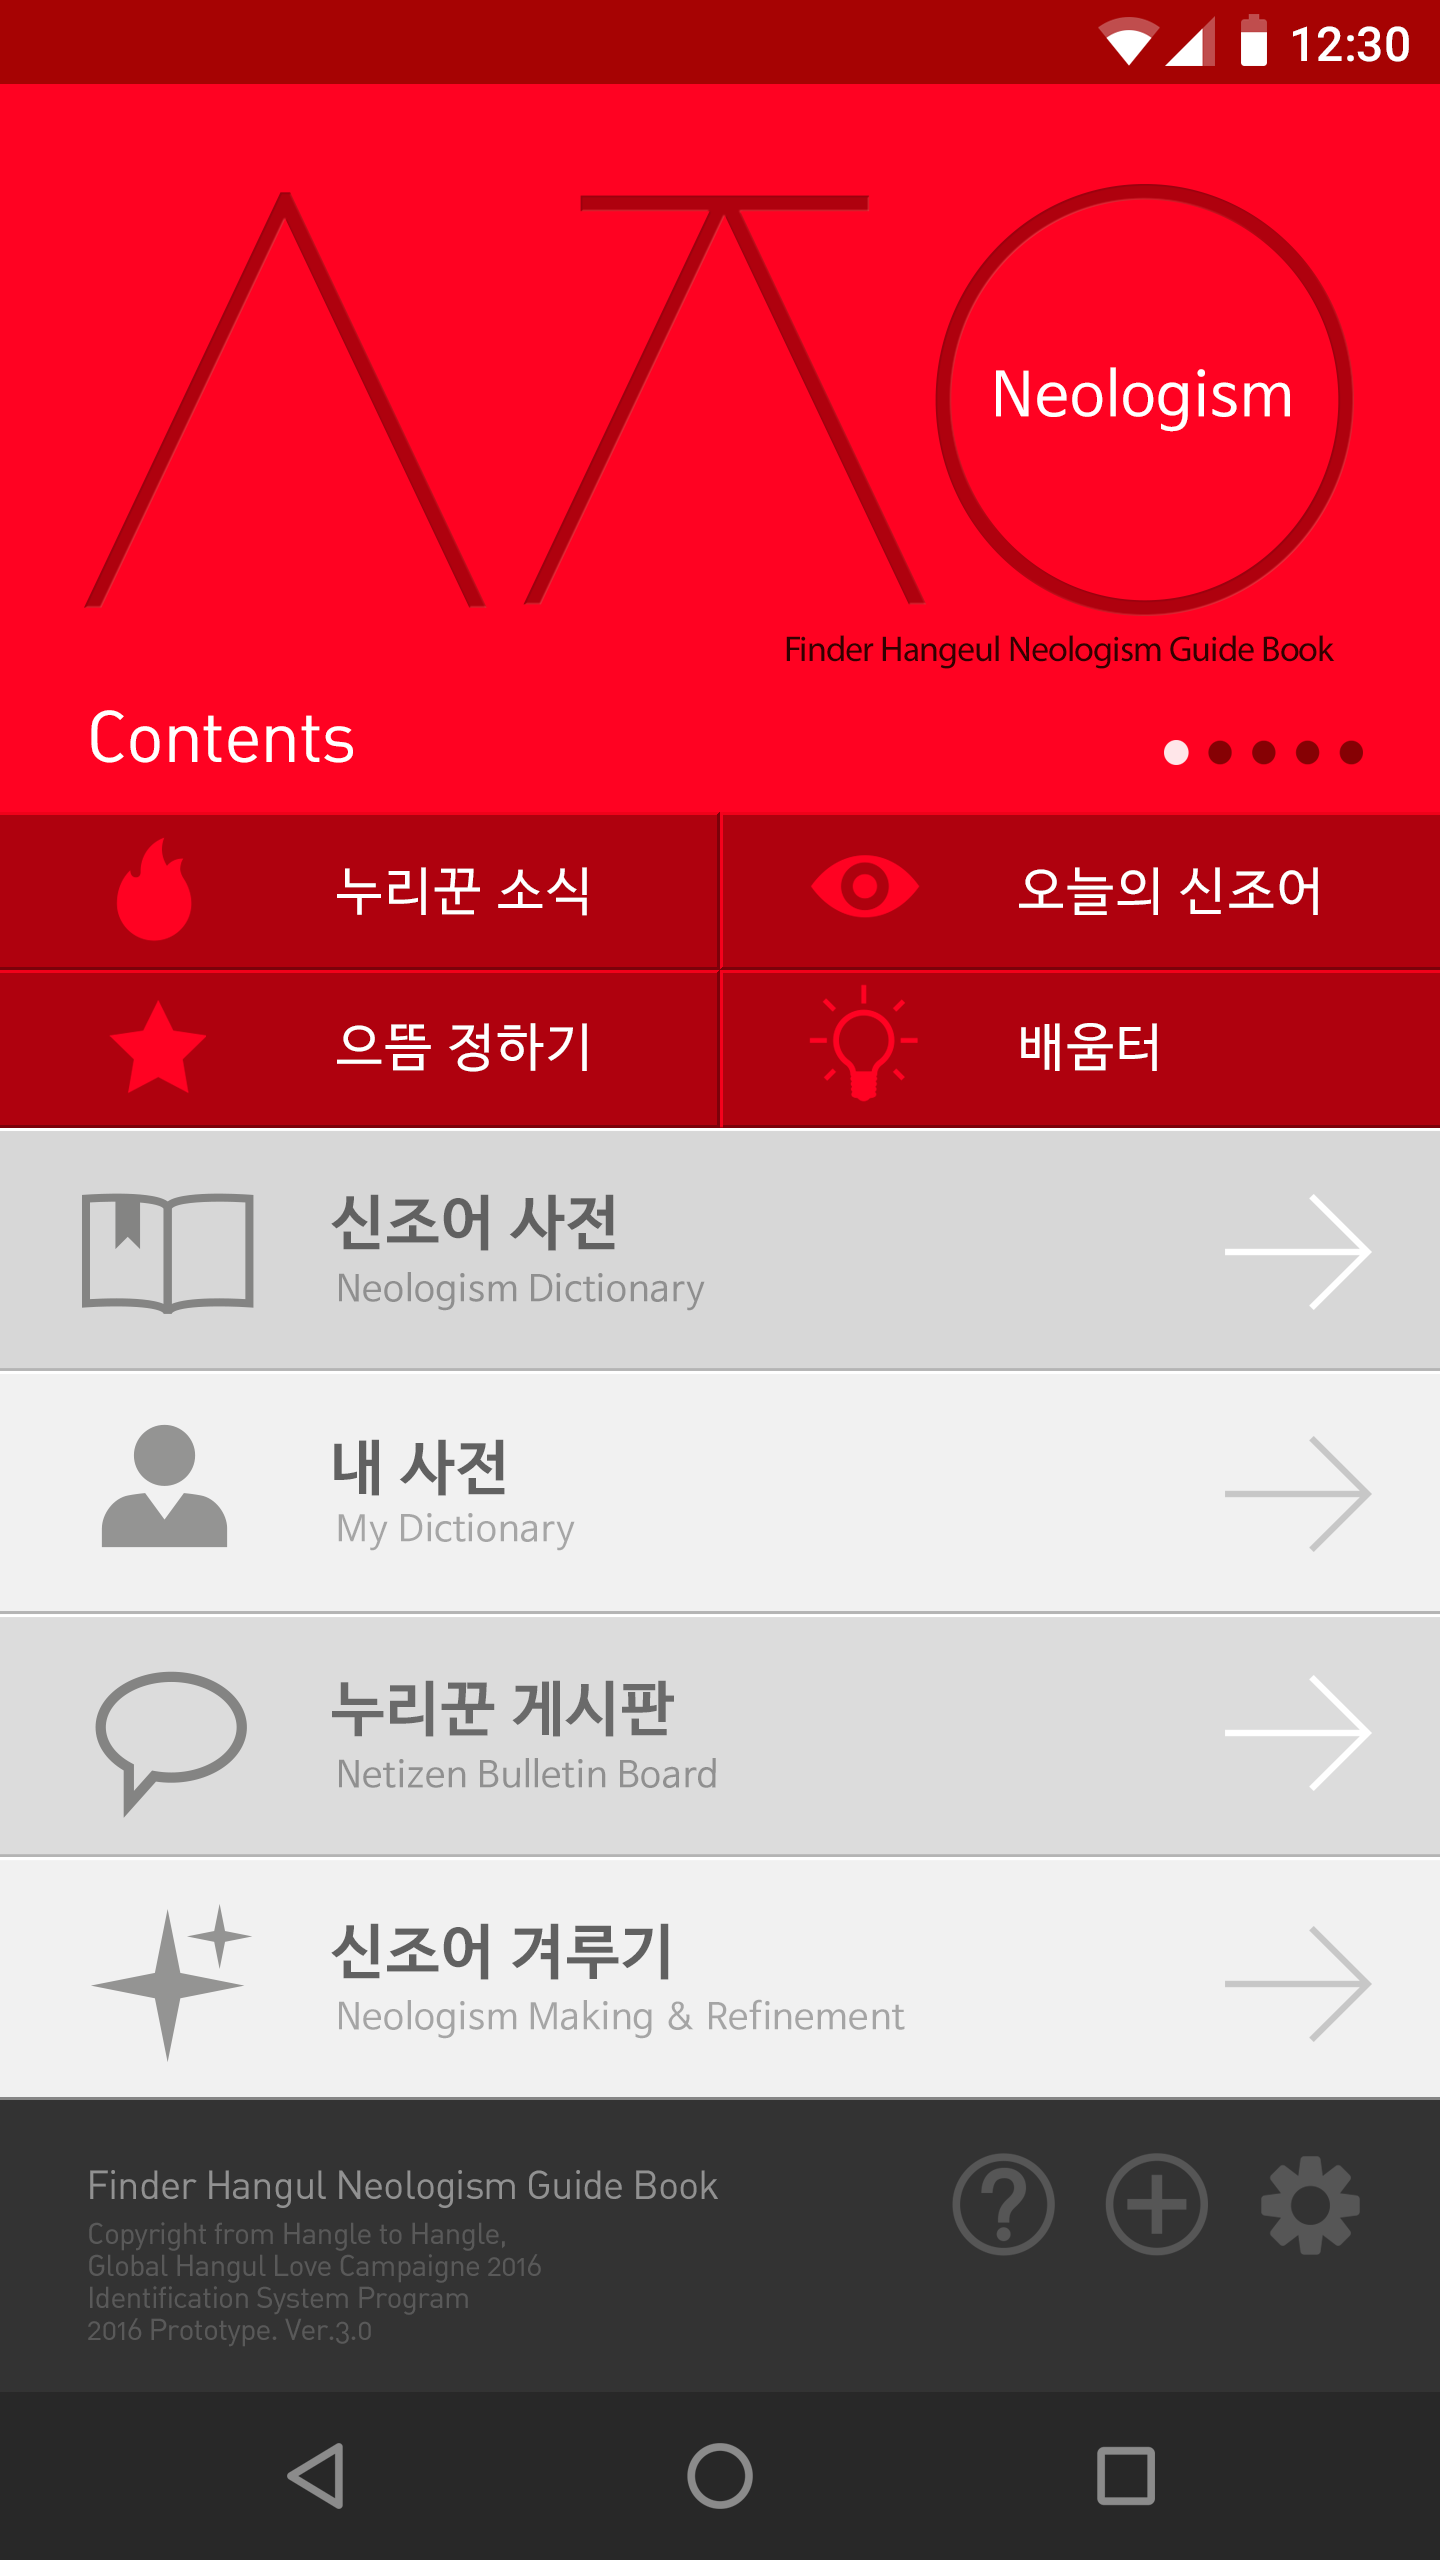 12:30
ㅅㅈㅇ
Neologism
Finder Hangeul Neologism Guide Book
Contents
누리꾼 소식
오늘의 신조어
으뜸 정하기
배움터
신조어 사전
Neologism Dictionary
내 사전
My Dictionary
누리꾼 게시판
Netizen Bulletin Board
신조어 겨루기
Neologism Making & Refinement
Finder Hangul Neologism Guide Book
Copyright from Hangle to Hangle,
Global Hangul Love Campaigne 2016
Identification System Program
2016 Prototype. Ver.3.0